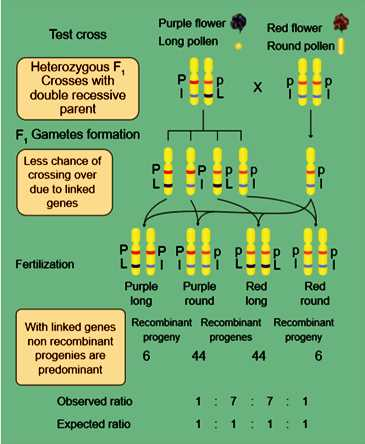 Test cross
Purple flower
Long pollen
Red flower
Round pollen
Heterozygous F1
Crosses with
double recessive
parent
P p
l L
X
p p
l l
F1 Gametes formation
Less chance of
crossing over
due to linked
genes
P P p p
L l L l
p
l
Fertilization
P P P p p p p p
L l l l L L l l
Purple
long
Purple
round
Red
long
Red
round
With linked genes
non recombinant
progenies are
predominant
Recombinant
progeny
Recombinant
progenes
Recombinant
progeny
6 44 44 6
Observed ratio 1 : 7 : 7 : 1
Expected ratio 1 : 1 : 1 : 1